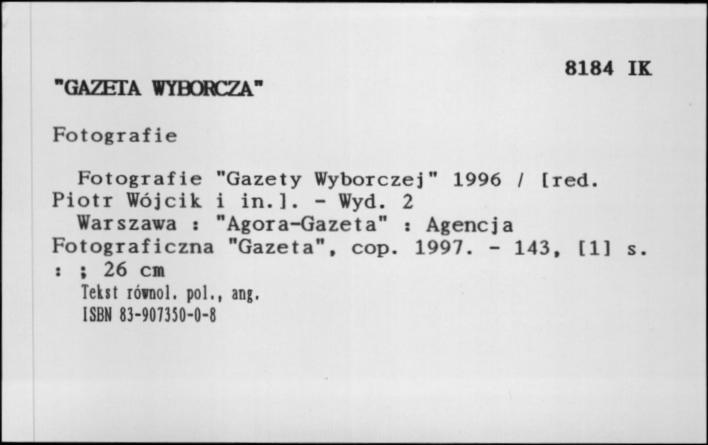 8184 IK
"GAZETA WYBORCZA"
Fotografie
Fotografie "Gazety Wyborczej" 1996 / [red.
Piotr Wójcik i in.]. - Wyd. 2
Warszawa : "Agora-Gazeta" : Agencja
Fotograficzna "Gazeta", cop. 1997. - 143, [1] s.
: ; 26 cm
Tekst równol. pol., ang.
ISBN 83-907350-0-8